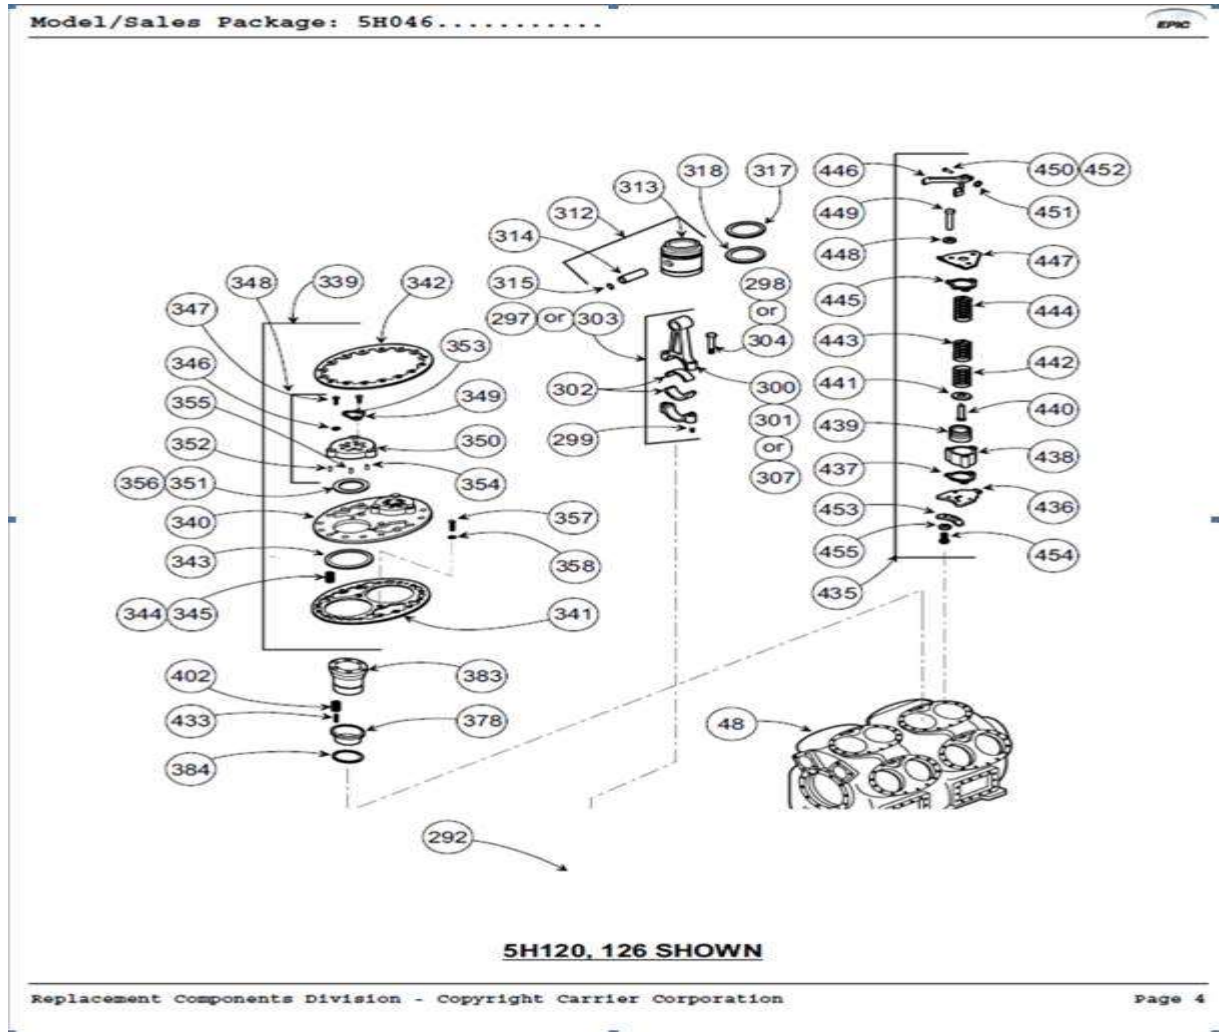 Model/Sales Package: 5H046............
EPIC
313 318 317 446 450 452
312
314 449 451
448 447
348 339 342 315 298 445
347 297 or 303 or 444
353 304 443
346 442
355 349 302 300 441
440
352 350 299 301 439
or 438
356 351 354 307 437
340 357 453 436
343 358 455 454
435
344 345 341
402 383
433 378 48
384
292
5H120, 126 SHOWN
Replacement Components Division - Copyright Carrier Corporation
Page 4